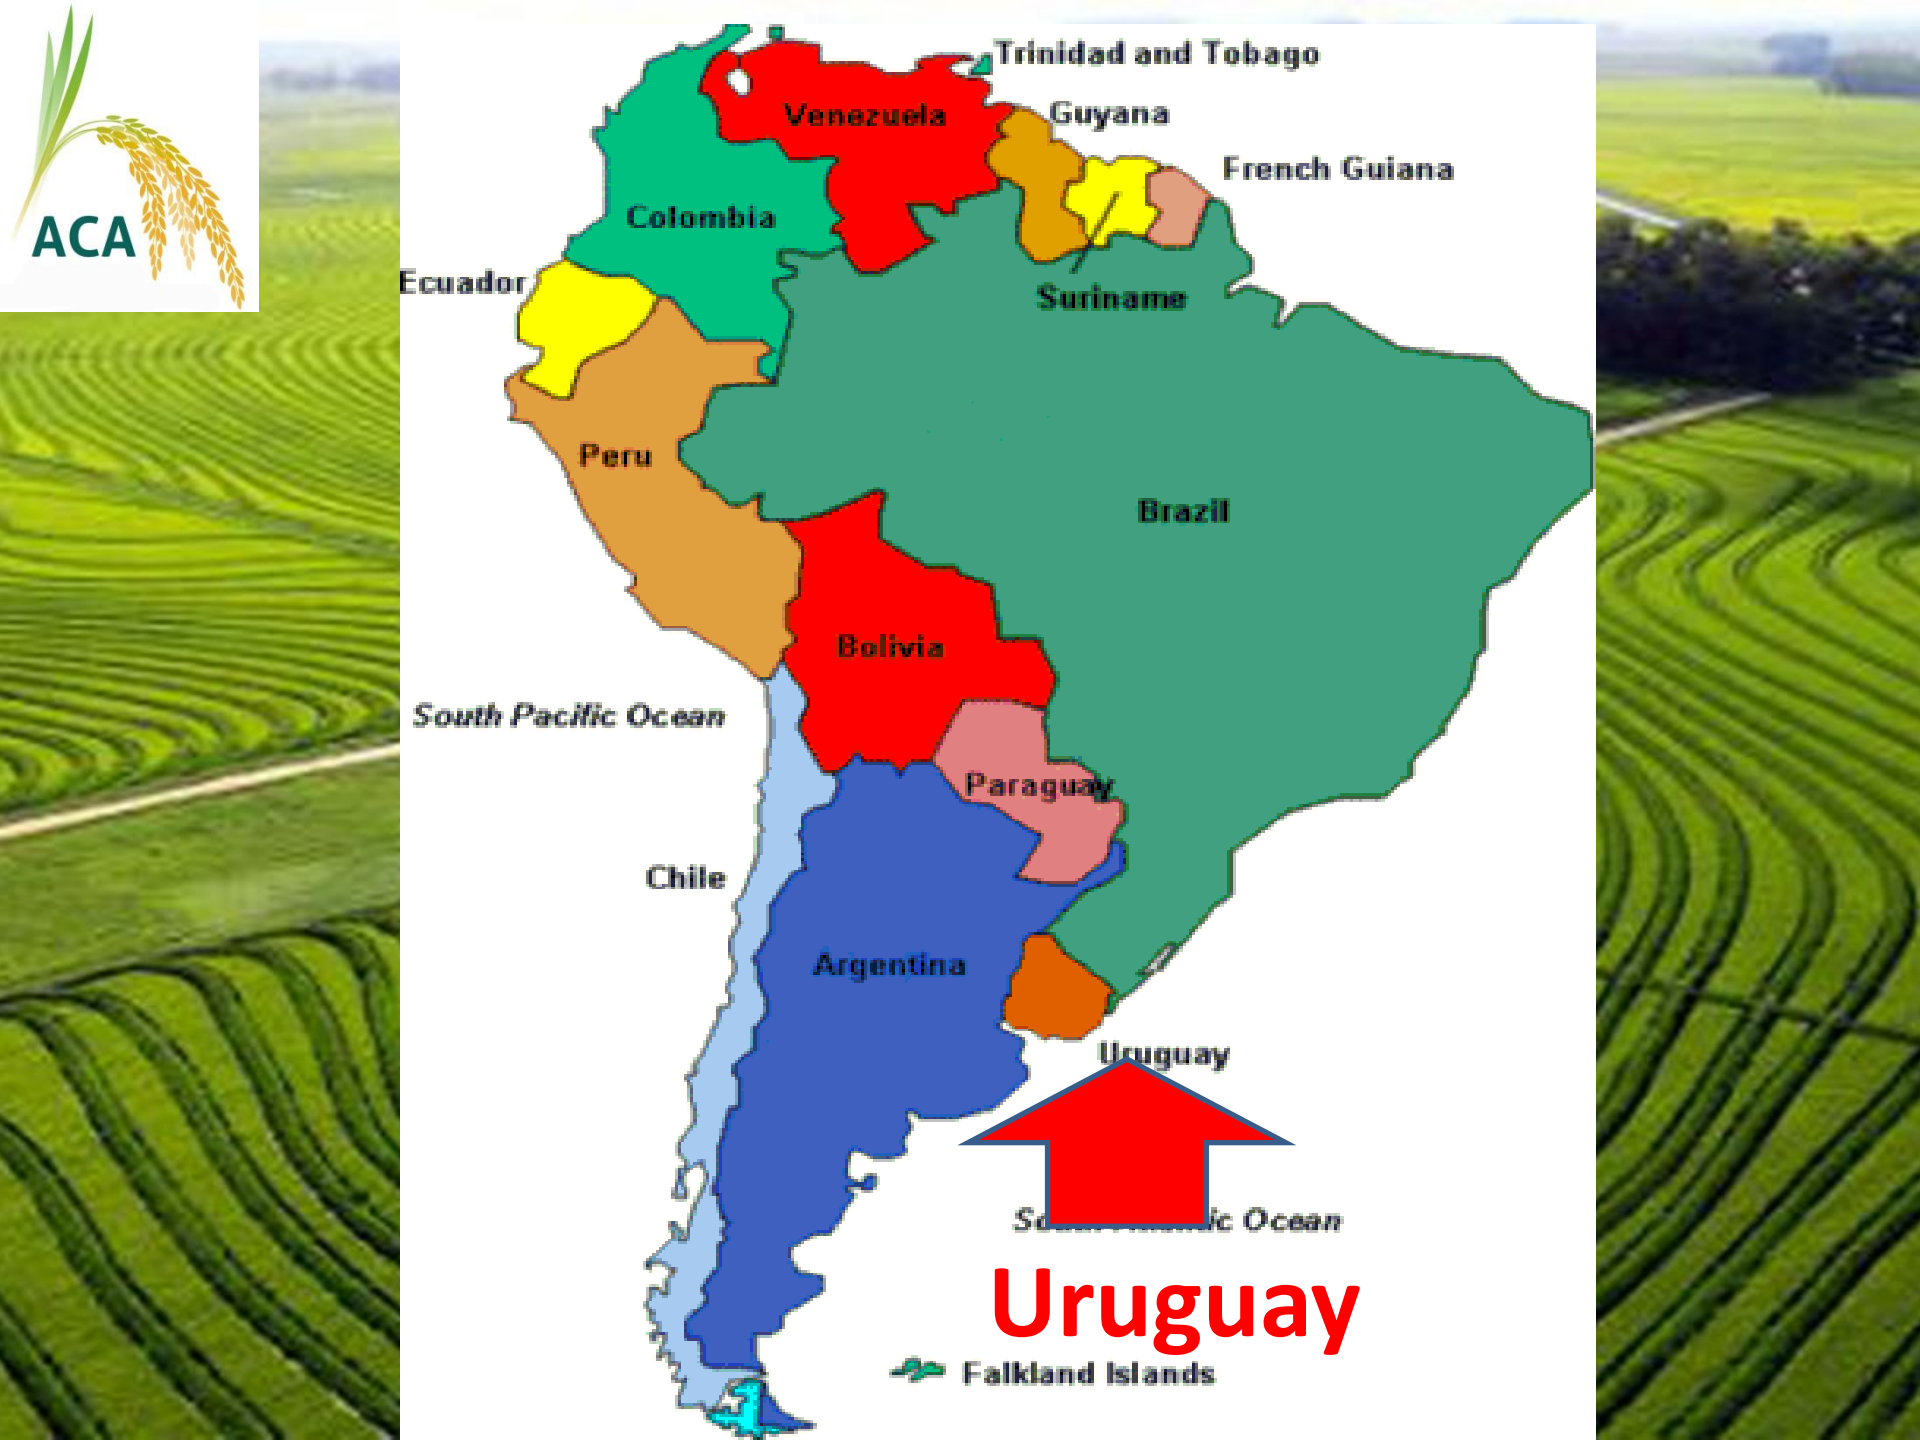 ACA
Trinidad and Tobago
Venezuela
Guyana
French Guiana
Colombia
Ecuador
Suriname
Peru
Brazil
Bolivia
South Pacific Ocean
Paraguay
Chile
Argentina
Uruguay
Ocean
Uruguay
Falkland Islands